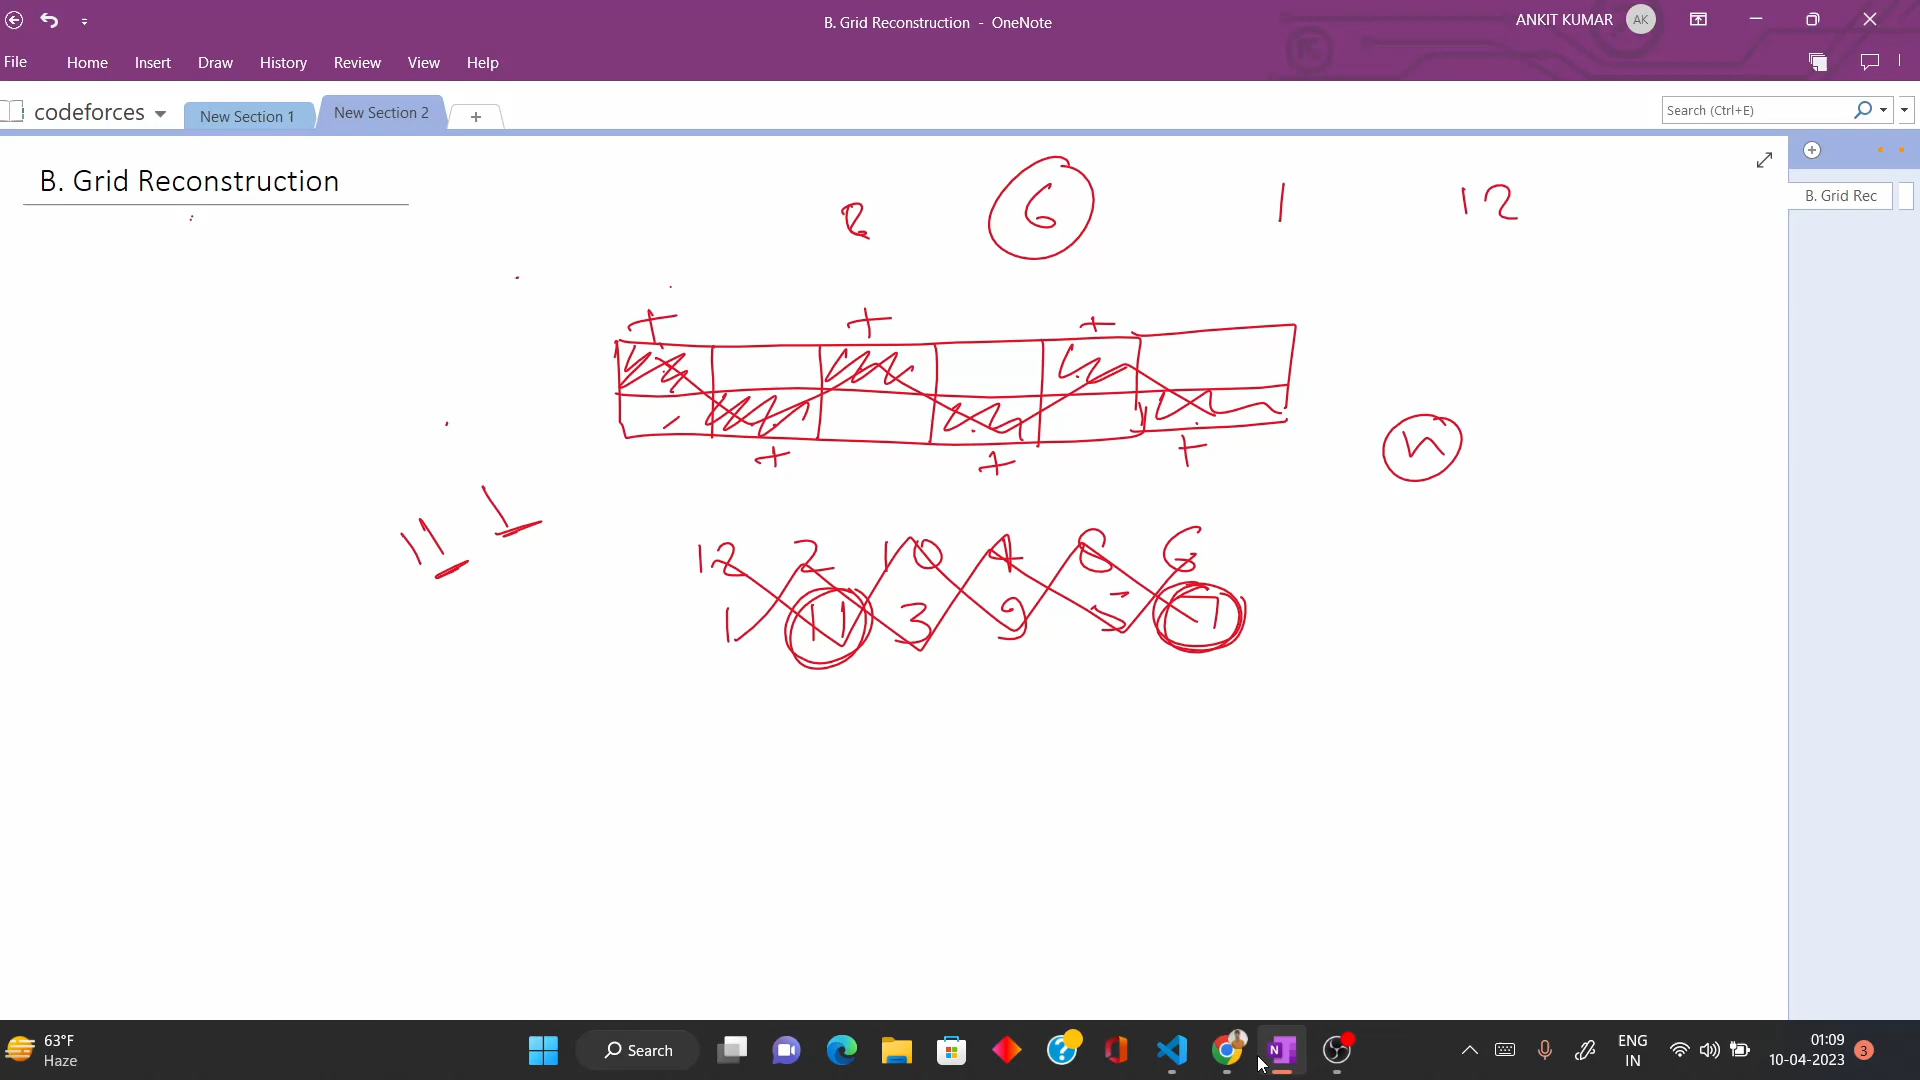 B. Grid Reconstruction - OneNote
ANKIT KUMAR AK
File Home Insert Draw History Review View Help
codeforces New Section 1 New Section 2 +
Search (Ctrl+E)
B. Grid Reconstruction
B. Grid Rec
6 1 12
+ + +
+ + +
n
11 1
12 2 10 4 8 6
1 11 3 9 5 7
63°F
Haze
Search
ENG
IN
01:09
10-04-2023
3